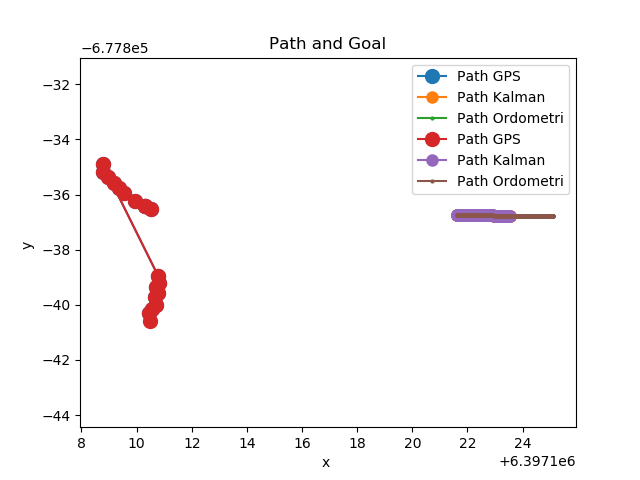 Path and Goal
−6.778e5
Path GPS
Path Kalman
Path Ordometri
Path GPS
Path Kalman
Path Ordometri
−32
−34
−36
−38
−40
−42
−44
y
8 10 12 14 16 18 20 22 24
x
+6.3971e6